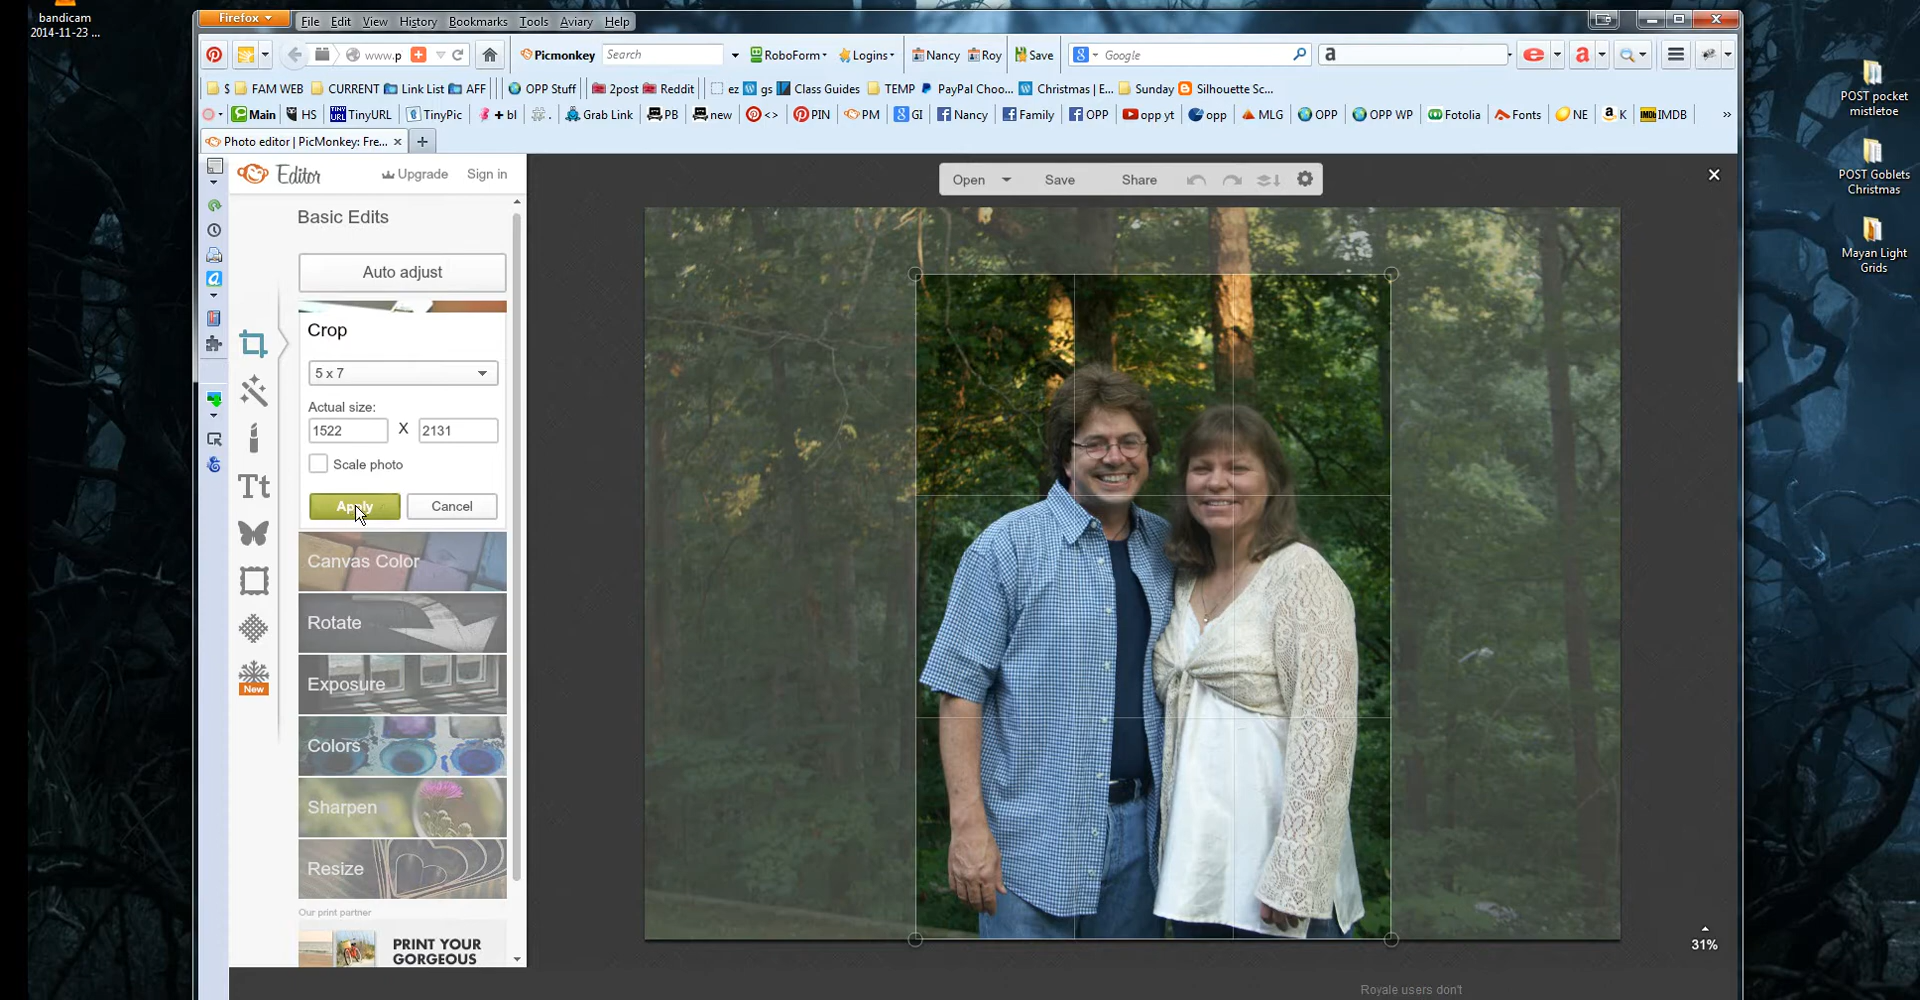 bandicam
2014-11-23 ...
Firefox
File Edit View History Bookmarks Tools Aviary Help
www.p
Picmonkey Search RoboForm Logins Nancy Roy Save Google a
$ FAM WEB CURRENT Link List AFF OPP Stuff 2post Reddit ez gs Class Guides TEMP PayPal Choo... Christmas | E... Sunday Silhouette Sc...
Main HS TinyURL TinyPic + bl :. Grab Link PB new <> PIN PM GI Nancy Family OPP opp yt opp MLG OPP OPP WP Fotolia Fonts NE K IMDB »
Photo editor | PicMonkey: Fre...
Editor Upgrade Sign in
Open Save Share
Basic Edits
Auto adjust
Crop
5 x 7
Actual size:
1522 X 2131
Scale photo
Apply Cancel
Canvas Color
Rotate
Exposure
New
Colors
Sharpen
Resize
Our print partner
PRINT YOUR
GORGEOUS
Tt
31%
Royale users don't
POST pocket
mistletoe
POST Goblets
Christmas
Mayan Light
Grids